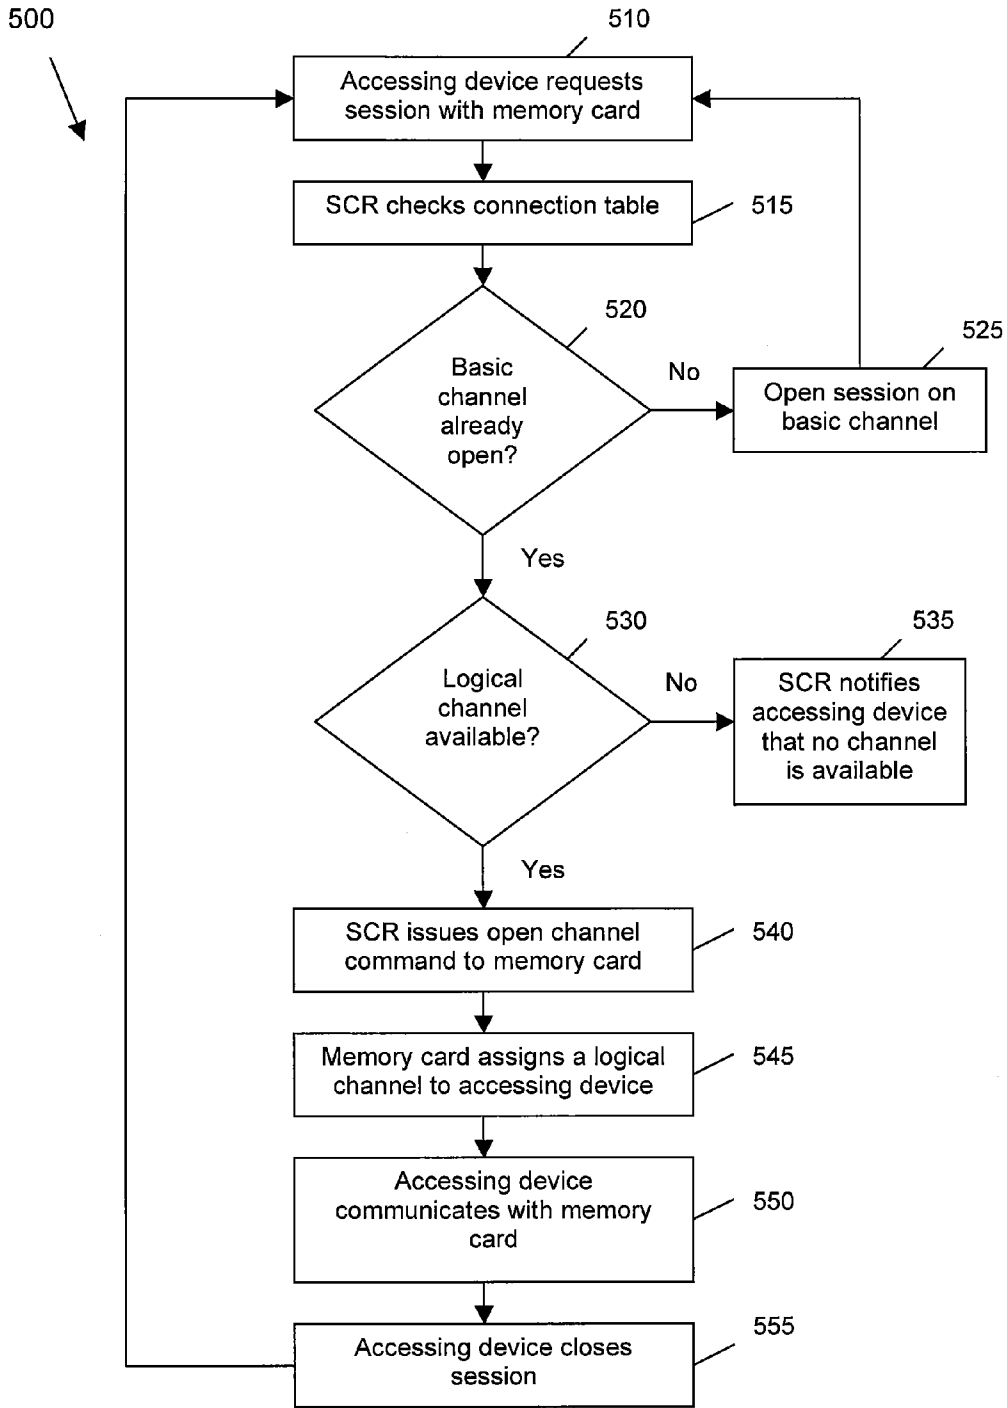 500
510
Accessing device requests
session with memory card
SCR checks connection table
515
520
Basic
channel
already
open?
No
525
Open session on
basic channel
Yes
530
Logical
channel
available?
No
535
SCR notifies
accessing device
that no channel
is available
Yes
SCR issues open channel
command to memory card
540
Memory card assigns a logical
channel to accessing device
545
Accessing device
communicates with memory
card
550
Accessing device closes
session
555